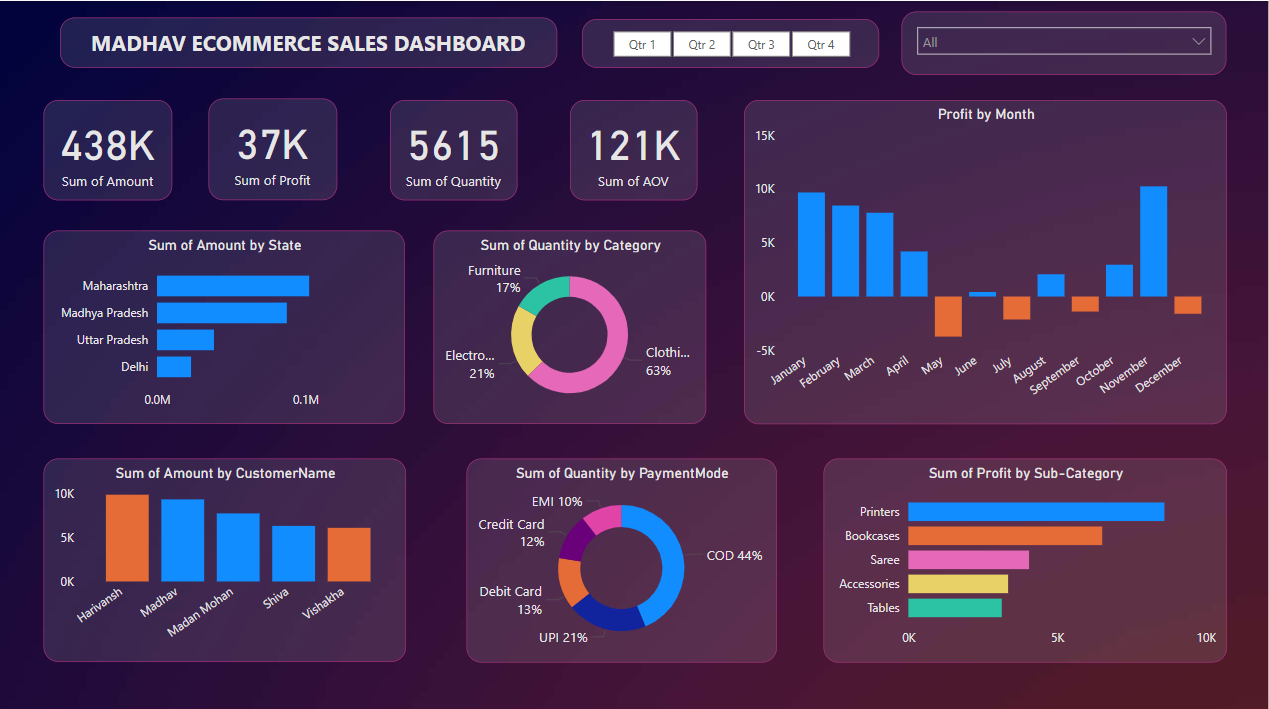 MADHAV ECOMMERCE SALES DASHBOARD
Qtr 1 Qtr 2 Qtr 3 Qtr 4
All
438K
Sum of Amount
37K
Sum of Profit
5615
Sum of Quantity
121K
Sum of AOV
Profit by Month
15K
10K
5K
0K
-5K
January February March April May June July August September October November December
Sum of Amount by State
Maharashtra
Madhya Pradesh
Uttar Pradesh
Delhi
0.0M 0.1M
Sum of Quantity by Category
Furniture
17%
Electro...
21%
Clothi...
63%
Sum of Amount by CustomerName
10K
5K
0K
Harivansh Madhav Madan Mohan Shiva Vishakha
Sum of Quantity by PaymentMode
EMI 10%
Credit Card
12%
COD 44%
Debit Card
13%
UPI 21%
Sum of Profit by Sub-Category
Printers
Bookcases
Saree
Accessories
Tables
0K 5K 10K